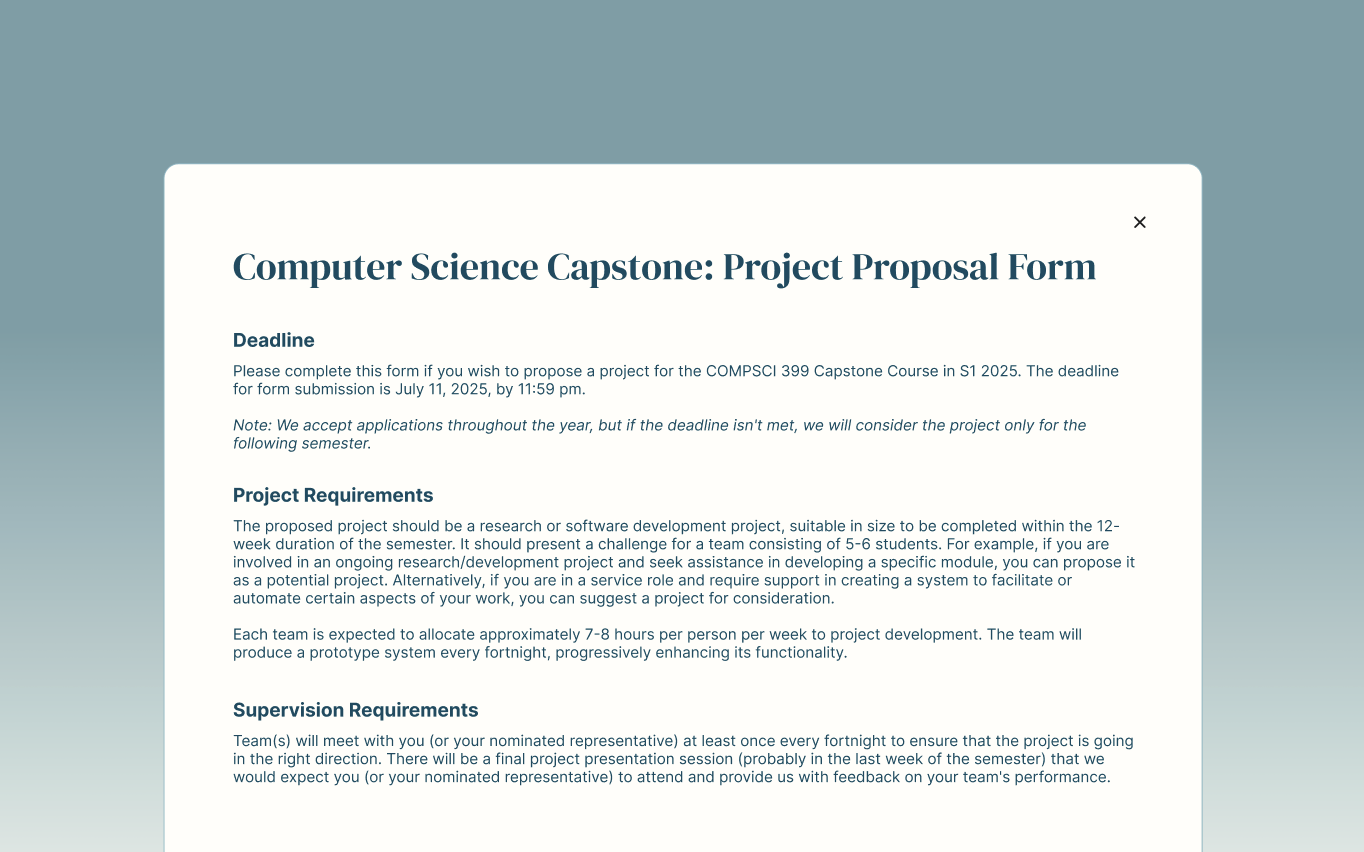 Computer Science Capstone: Project Proposal Form
Deadline
Please complete this form if you wish to propose a project for the COMPSCI 399 Capstone Course in S1 2025. The deadline
for form submission is July 11, 2025, by 11:59 pm.
Note: We accept applications throughout the year, but if the deadline isn't met, we will consider the project only for the
following semester.
Project Requirements
The proposed project should be a research or software development project, suitable in size to be completed within the 12-
week duration of the semester. It should present a challenge for a team consisting of 5-6 students. For example, if you are
involved in an ongoing research/development project and seek assistance in developing a specific module, you can propose it
as a potential project. Alternatively, if you are in a service role and require support in creating a system to facilitate or
automate certain aspects of your work, you can suggest a project for consideration.
Each team is expected to allocate approximately 7-8 hours per person per week to project development. The team will
produce a prototype system every fortnight, progressively enhancing its functionality.
Supervision Requirements
Team(s) will meet with you (or your nominated representative) at least once every fortnight to ensure that the project is going
in the right direction. There will be a final project presentation session (probably in the last week of the semester) that we
would expect you (or your nominated representative) to attend and provide us with feedback on your team's performance.